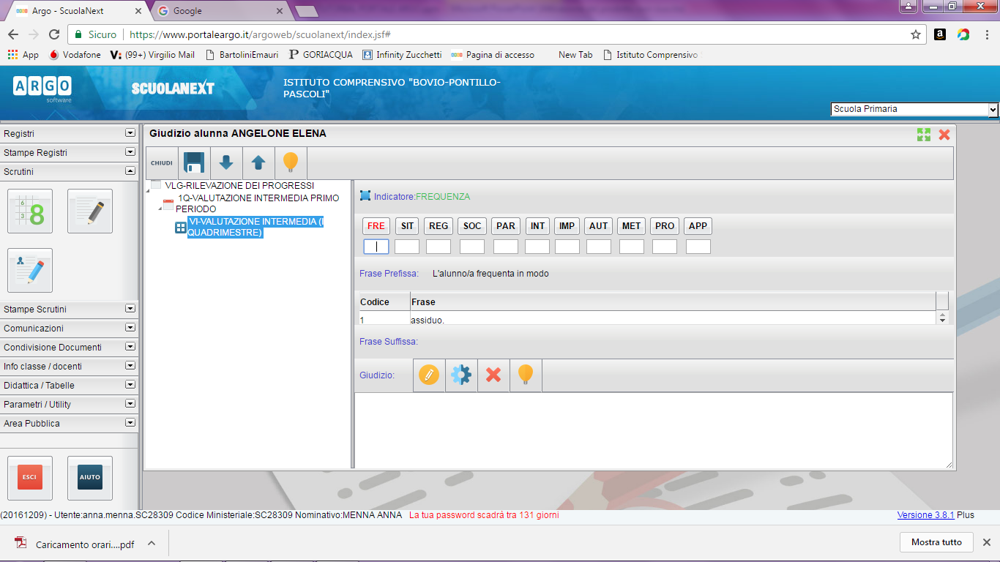 Argo - ScuolaNext
Google
Sicuro
https://www.portaleargo.it/argoweb/scuolanext/index.jsf#
App
Vodafone
(99+) Virgilio Mail
BartoliniEmauri
GORIACQUA
Infinity Zucchetti
Pagina di accesso
New Tab
Istituto Comprensivo
ARGO
software
SCUOLANEXT
ISTITUTO COMPRENSIVO "BOVIO-PONTILLO-
PASCOLI"
Scuola Primaria
Registri
Stampe Registri
Scrutini
6
3
8
Stampe Scrutini
Comunicazioni
Condivisione Documenti
Info classe / docenti
Didattica / Tabelle
Parametri / Utility
Area Pubblica
ESCI
AIUTO
Giudizio alunna ANGELONE ELENA
CHIUDI
VLG-RILEVAZIONE DEI PROGRESSI
1Q-VALUTAZIONE INTERMEDIA PRIMO
PERIODO
VI-VALUTAZIONE INTERMEDIA (I
QUADRIMESTRE)
Indicatore:FREQUENZA
FRE SIT REG SOC PAR INT IMP AUT MET PRO APP
Frase Prefissa: L'alunno/a frequenta in modo
Codice Frase
1 assiduo.
Frase Suffissa:
Giudizio:
(20161209) - Utente:anna.menna.SC28309 Codice Ministeriale:SC28309 Nominativo:MENNA ANNA La tua password scadrà tra 131 giorni
Versione 3.8.1 Plus
Caricamento orari....pdf
Mostra tutto